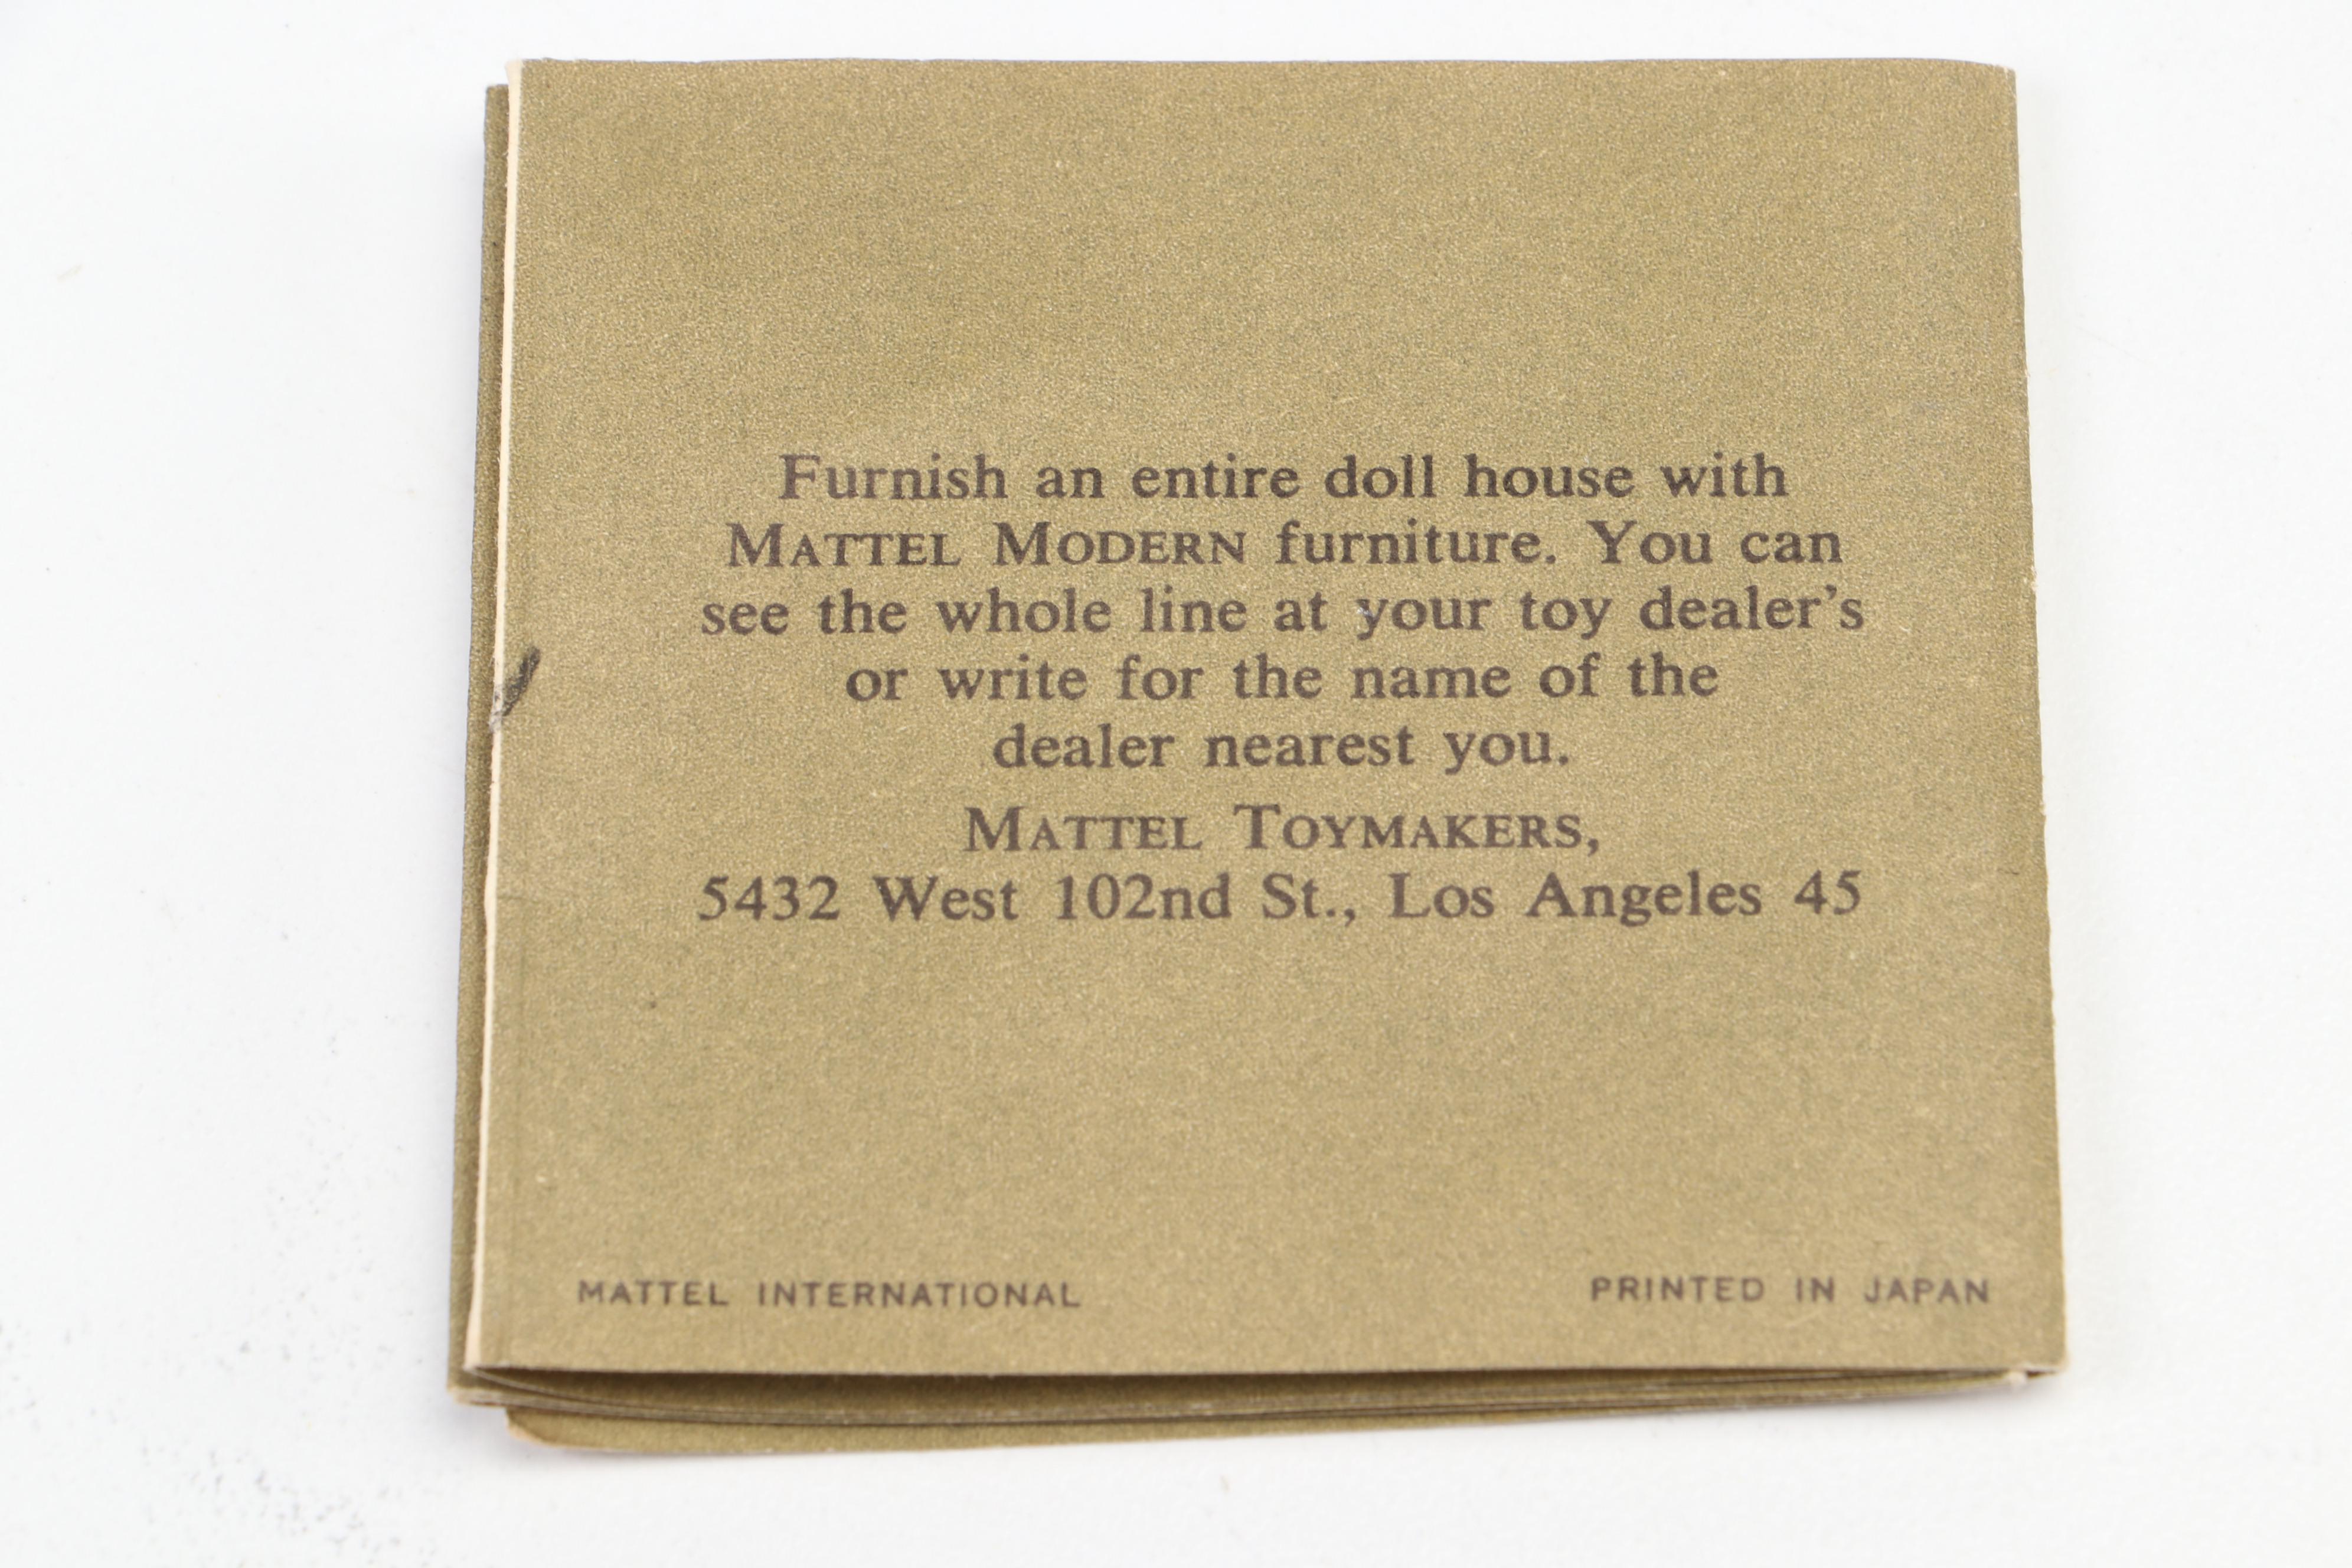 Furnish an entire doll house with
MATTEL MODERN furniture. You can
see the whole line at your toy dealer's
or write for the name of the
dealer nearest you.
MATTEL TOYMAKERS,
5432 West 102nd St., Los Angeles 45
MATTEL INTERNATIONAL
PRINTED IN JAPAN